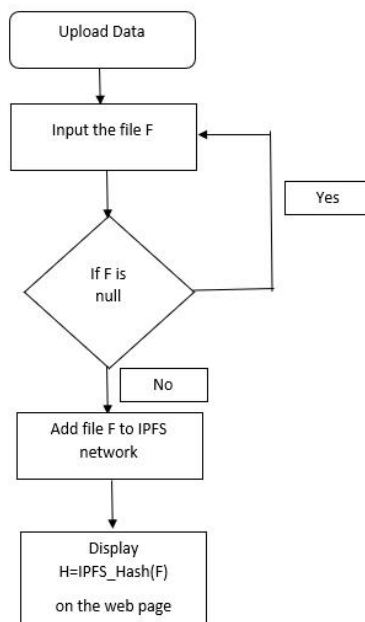 Upload Data
Input the file F
Yes
If F is
null
No
Add file F to IPFS
network
Display
H=IPFS_Hash(F)
on the web page